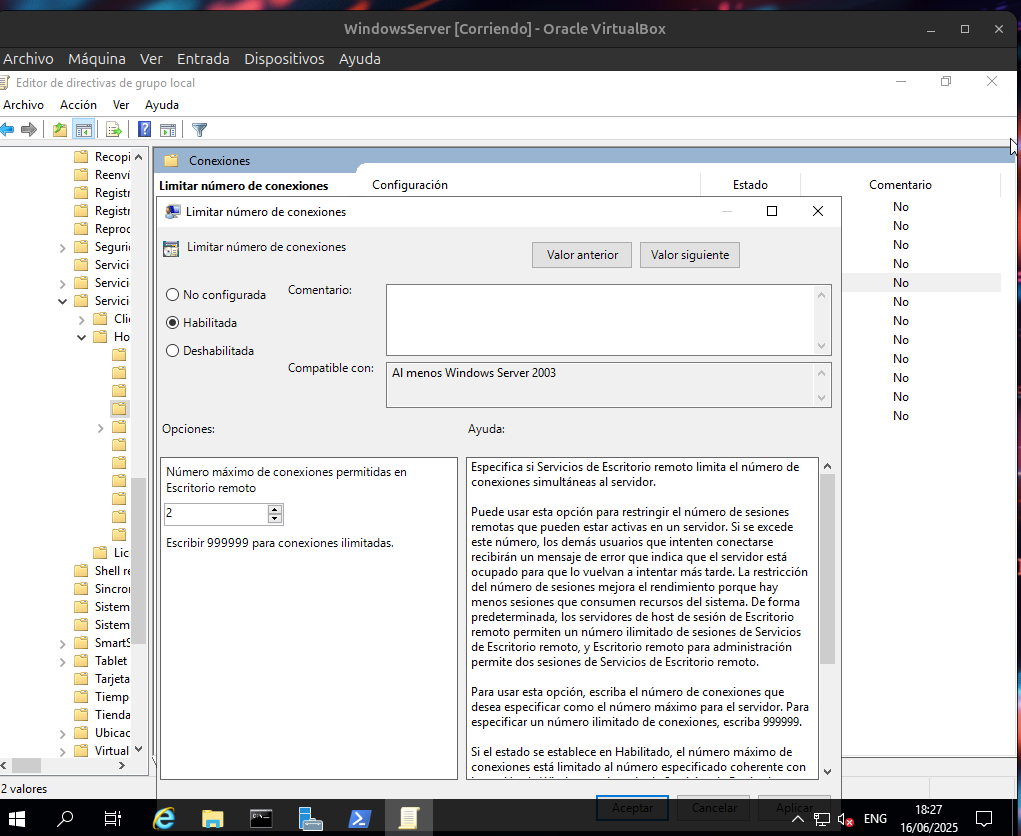 WindowsServer [Corriendo] - Oracle VirtualBox
Archivo Máquina Ver Entrada Dispositivos Ayuda
Editor de directivas de grupo local
Archivo Acción Ver Ayuda
Conexiones
Limitar número de conexiones
Configuración Estado Comentario
No
No
No
No
No
No
No
No
No
No
No
No
Recopi
Reenví
Registr
Registr
Reproc
Seguri
Servici
Servici
Servici
Cli
Ho
Lic
Shell re
Sincror
Sistem
Sistem
SmartS
Tablet
Tarjeta
Tiemp
Tienda
Ubicac
Virtual
2 valores
Limitar número de conexiones
Limitar número de conexiones
Valor anterior Valor siguiente
No configurada
Habilitada
Deshabilitada
Comentario:
Compatible con:
Al menos Windows Server 2003
Opciones:
Número máximo de conexiones permitidas en
Escritorio remoto
2
Escribir 999999 para conexiones ilimitadas.
Ayuda:
Especifica si Servicios de Escritorio remoto limita el número de
conexiones simultáneas al servidor.
Puede usar esta opción para restringir el número de sesiones
remotas que pueden estar activas en un servidor. Si se excede
este número, los demás usuarios que intenten conectarse
recibirán un mensaje de error que indica que el servidor está
ocupado para que lo vuelvan a intentar más tarde. La restricción
del número de sesiones mejora el rendimiento porque hay
menos sesiones que consumen recursos del sistema. De forma
predeterminada, los servidores de host de sesión de Escritorio
remoto permiten un número ilimitado de sesiones de Servicios
de Escritorio remoto, y Escritorio remoto para administración
permite dos sesiones de Servicios de Escritorio remoto.
Para usar esta opción, escriba el número de conexiones que
desea especificar como el número máximo para el servidor. Para
especificar un número ilimitado de conexiones, escriba 999999.
Si el estado se establece en Habilitado, el número máximo de
conexiones está limitado al número especificado coherente con
Aceptar Cancelar Aplicar
ENG
18:27
16/06/2025